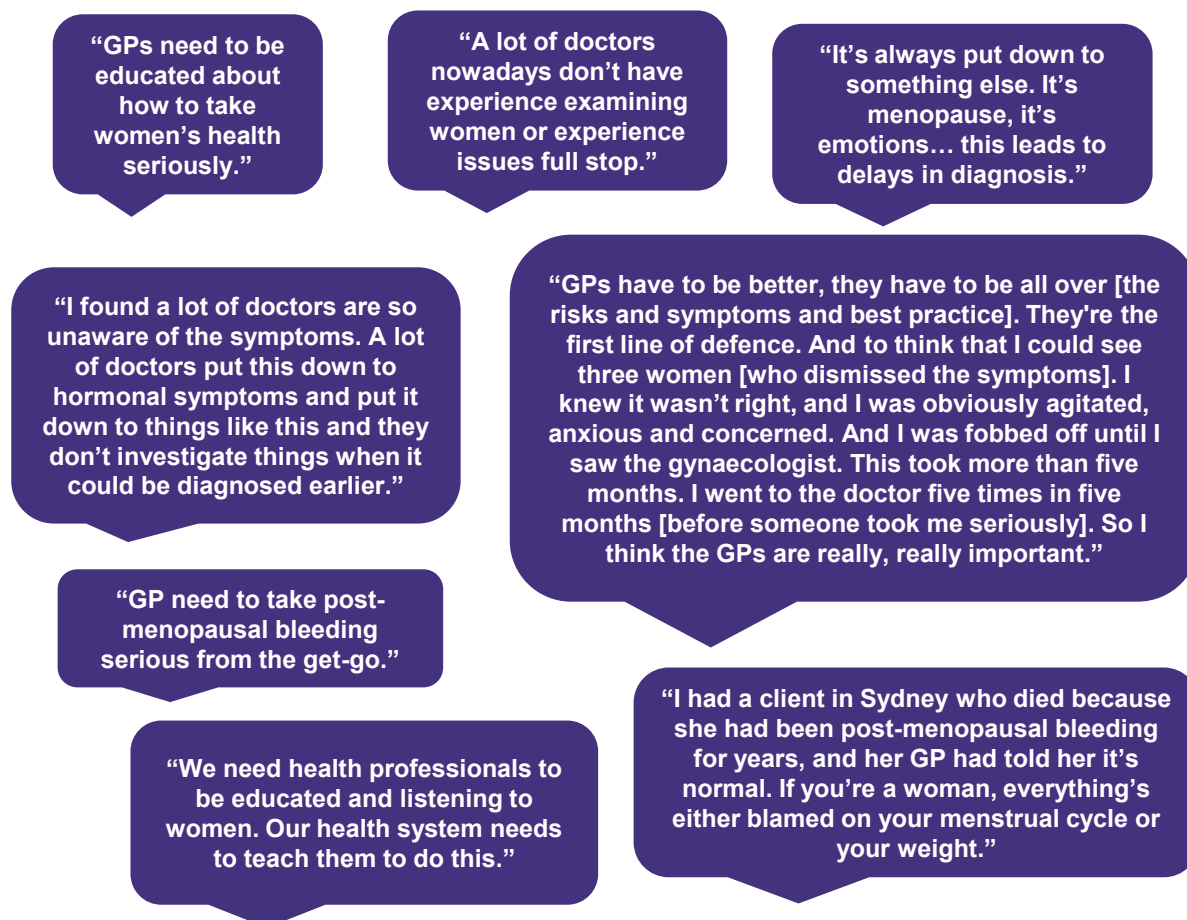 “GPs need to be
educated about
how to take
women’s health
seriously.”
“A lot of doctors
nowadays don’t have
experience examining
women or experience
issues full stop.”
“It’s always put down to
something else. It’s
menopause, it’s
emotions… this leads to
delays in diagnosis.”
“I found a lot of doctors are so
unaware of the symptoms. A lot
of doctors put this down to
hormonal symptoms and put it
down to things like this and they
don’t investigate things when it
could be diagnosed earlier.”
“GPs have to be better, they have to be all over [the
risks and symptoms and best practice]. They're the
first line of defence. And to think that I could see
three women [who dismissed the symptoms]. I
knew it wasn’t right, and I was obviously agitated,
anxious and concerned. And I was fobbed off until I
saw the gynaecologist. This took more than five
months. I went to the doctor five times in five
months [before someone took me seriously]. So I
think the GPs are really, really important.”
“GP need to take post-
menopausal bleeding
serious from the get-go.”
“I had a client in Sydney who died because
she had been post-menopausal bleeding
for years, and her GP had told her it’s
normal. If you’re a woman, everything’s
either blamed on your menstrual cycle or
your weight.”
“We need health professionals to
be educated and listening to
women. Our health system needs
to teach them to do this.”